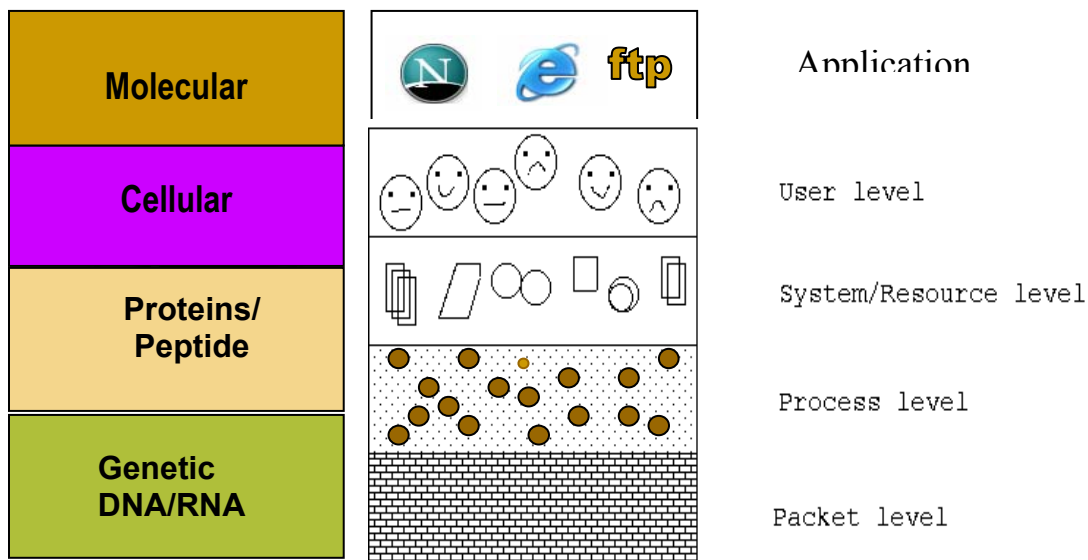 Molecular
N
e
ftp
Application
Cellular
User level
System/Resource level
Proteins/
Peptide
Process level
Genetic
DNA/RNA
Packet level